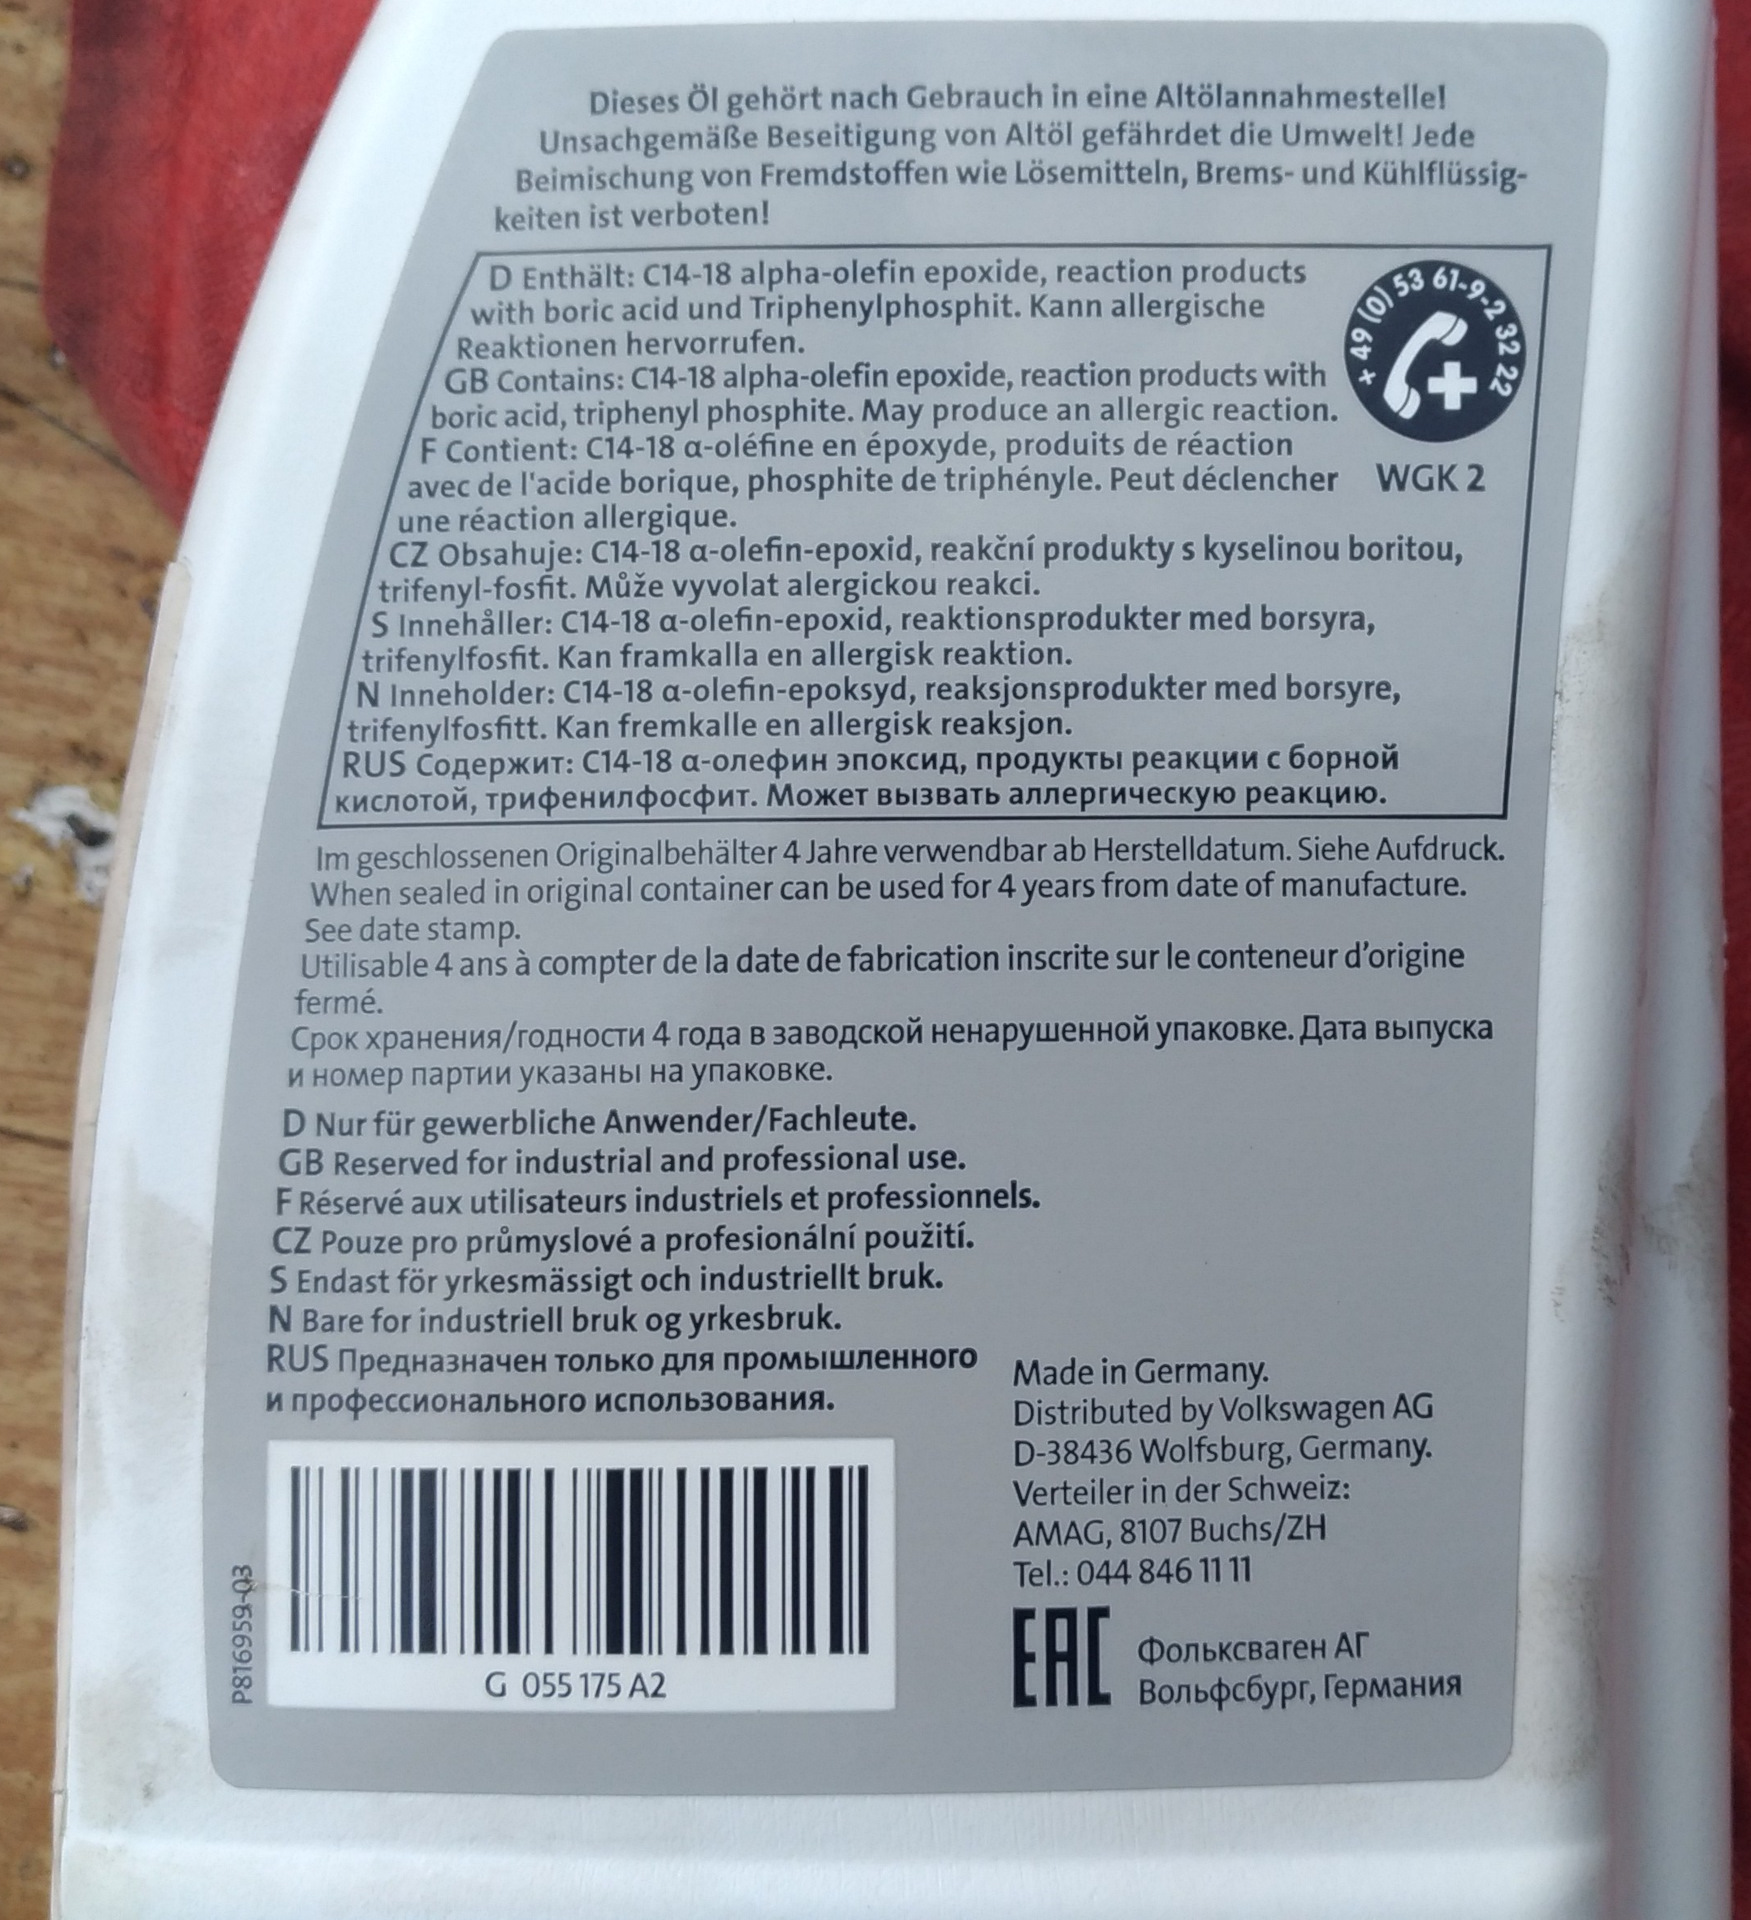 Dieses Öl gehört nach Gebrauch in eine Altölannahmestelle!
Unsachgemäße Beseitigung von Altöl gefährdet die Umwelt! Jede
Beimischung von Fremdstoffen wie Lösemitteln, Brems- und Kühlflüssig-
keiten ist verboten!
D Enthält: C14-18 alpha-olefin epoxide, reaction products
with boric acid und Triphenylphosphit. Kann allergische
Reaktionen hervorrufen.
GB Contains: C14-18 alpha-olefin epoxide, reaction products with
boric acid, triphenyl phosphite. May produce an allergic reaction.
F Contient: C14-18 α-oléfine en époxyde, produits de réaction
avec de l'acide borique, phosphite de triphényle. Peut déclencher
une réaction allergique.
CZ Obsahuje: C14-18 α-olefin-epoxid, reakční produkty s kyselinou boritou,
trifenyl-fosfit. Může vyvolat alergickou reakci.
S Innehåller: C14-18 α-olefin-epoxid, reaktionsprodukter med borsyra,
trifenylfosfit. Kan framkalla en allergisk reaktion.
N Inneholder: C14-18 α-olefin-epoksyd, reaksjonsprodukter med borsyre,
trifenylfosfitt. Kan fremkalle en allergisk reaksjon.
RUS Содержит: C14-18 α-олефин эпоксид, продукты реакции с борной
кислотой, трифенилфосфит. Может вызвать аллергическую реакцию.
+ 49 (0) 53 61-9-2 32 22
WGK 2
Im geschlossenen Originalbehälter 4 Jahre verwendbar ab Herstelldatum. Siehe Aufdruck.
When sealed in original container can be used for 4 years from date of manufacture.
See date stamp.
Utilisable 4 ans à compter de la date de fabrication inscrite sur le conteneur d’origine
fermé.
Срок хранения/годности 4 года в заводской ненарушенной упаковке. Дата выпуска
и номер партии указаны на упаковке.
D Nur für gewerbliche Anwender/Fachleute.
GB Reserved for industrial and professional use.
F Réservé aux utilisateurs industriels et professionnels.
CZ Pouze pro průmyslové a profesionální použití.
S Endast för yrkesmässigt och industriellt bruk.
N Bare for industriell bruk og yrkesbruk.
RUS Предназначен только для промышленного
и профессионального использования.
P816959-03
G 055 175 A2
Made in Germany.
Distributed by Volkswagen AG
D-38436 Wolfsburg, Germany.
Verteiler in der Schweiz:
AMAG, 8107 Buchs/ZH
Tel.: 044 846 11 11
EAC
Фольксваген АГ
Вольфсбург, Германия